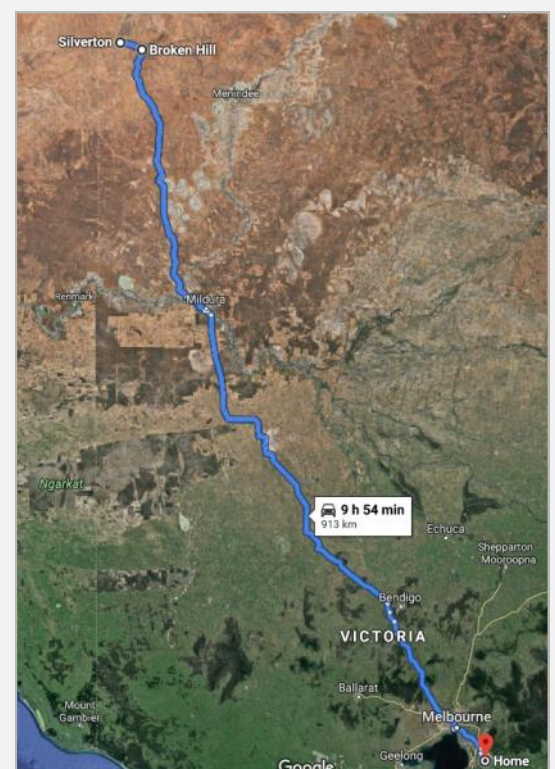 Silverton
Broken Hill
Menindee
Renmark
Mildura
Ngarkat
9 h 54 min
913 km
Echuca
Shepparton
Mooroopna
Bendigo
VICTORIA
Ballarat
Mount
Gambier
Melbourne
Geelong
Google
Home